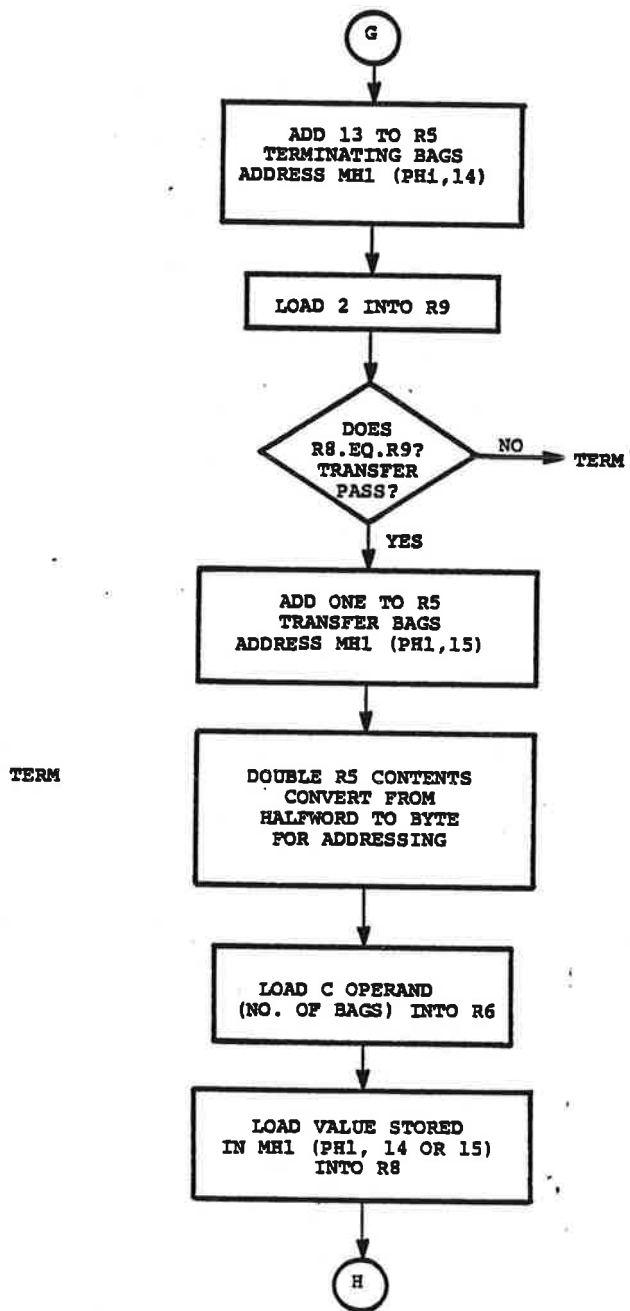 G
ADD 13 TO R5
TERMINATING BAGS
ADDRESS MH1 (PHi,14)
LOAD 2 INTO R9
DOES
R8.EQ.R9?
TRANSFER
PASS?
NO
TERM
YES
ADD ONE TO R5
TRANSFER BAGS
ADDRESS MH1 (PH1,15)
TERM
DOUBLE R5 CONTENTS
CONVERT FROM
HALFWORD TO BYTE
FOR ADDRESSING
LOAD C OPERAND
(NO. OF BAGS) INTO R6
LOAD VALUE STORED
IN MH1 (PH1, 14 OR 15)
INTO R8
H